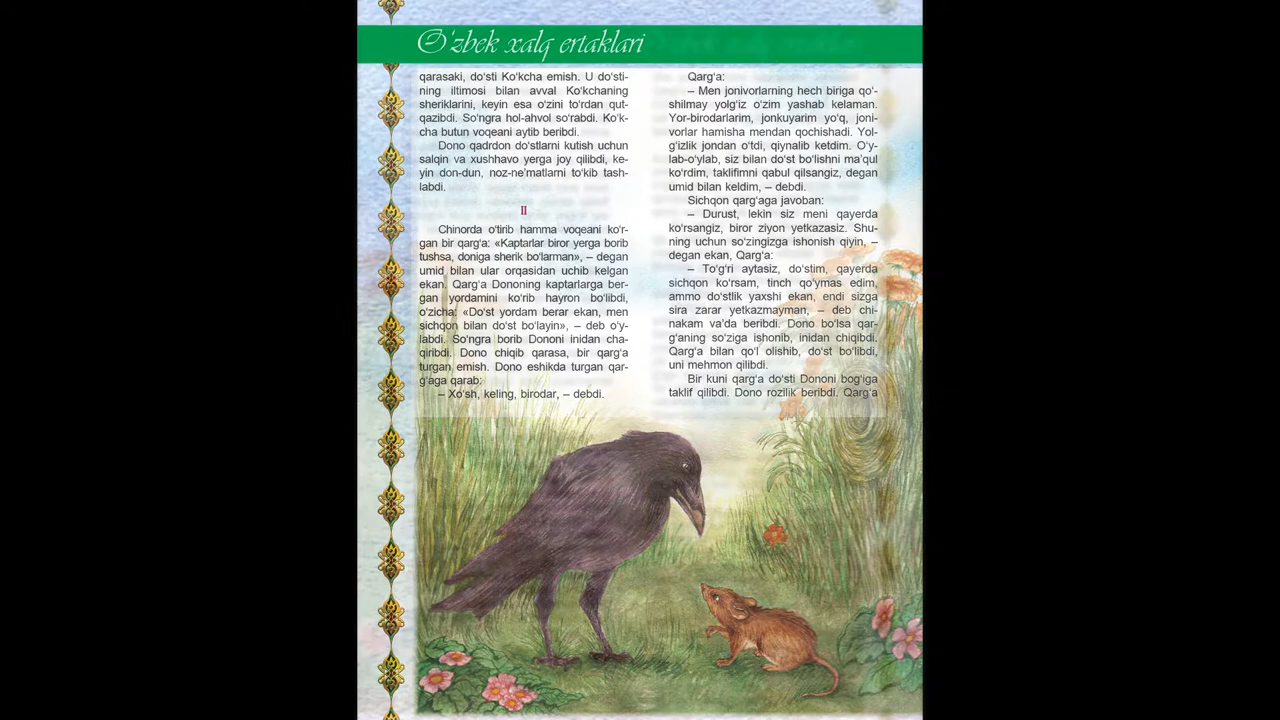 O'zbek xalq ertaklari
qarasaki, do‘sti Ko‘kcha emish. U do‘sti-
ning iltimosi bilan avval Ko‘kchaning
sheriklarini, keyin esa o‘zini to‘rdan qut-
qazibdi. So‘ngra hol-ahvol so‘rabdi. Ko‘k-
cha butun voqeani aytib beribdi.
Dono qadrdon do‘stlarni kutish uchun
salqin va xushhavo yerga joy qilibdi, ke-
yin don-dun, noz-ne’matlarni to‘kib tash-
labdi.
II
Chinorda o‘tirib hamma voqeani ko‘r-
gan bir qarg‘a: «Kaptarlar biror yerga borib
tushsa, doniga sherik bo‘larman», – degan
umid bilan ular orqasidan uchib kelgan
ekan. Qarg‘a Dononing kaptarlarga ber-
gan yordamini ko‘rib hayron bo‘libdi,
o‘zicha: «Do‘st yordam berar ekan, men
sichqon bilan do‘st bo‘layin», – deb o‘y-
labdi. So‘ngra borib Dononi inidan cha-
qiribdi. Dono chiqib qarasa, bir qarg‘a
turgan emish. Dono eshikda turgan qar-
g‘aga qarab:
– Xo‘sh, keling, birodar, – debdi.
Qarg‘a:
– Men jonivorlarning hech biriga qo‘-
shilmay yolg‘iz o‘zim yashab kelaman.
Yor-birodarlarim, jonkuyarim yo‘q, joni-
vorlar hamisha mendan qochishadi. Yol-
g‘izlik jondan o‘tdi, qiynalib ketdim. O‘y-
lab-o‘ylab, siz bilan do‘st bo‘lishni ma’qul
ko‘rdim, taklifimni qabul qilsangiz, degan
umid bilan keldim, – debdi.
Sichqon qarg‘aga javoban:
– Durust, lekin siz meni qayerda
ko‘rsangiz, biror ziyon yetkazasiz. Shu-
ning uchun so‘zingizga ishonish qiyin, –
degan ekan, Qarg‘a:
– To‘g‘ri aytasiz, do‘stim, qayerda
sichqon ko‘rsam, tinch qo‘ymas edim,
ammo do‘stlik yaxshi ekan, endi sizga
sira zarar yetkazmayman, – deb chi-
nakam va’da beribdi. Dono bo‘lsa qar-
g‘aning so‘ziga ishonib, inidan chiqibdi.
Qarg‘a bilan qo‘l olishib, do‘st bo‘libdi,
uni mehmon qilibdi.
Bir kuni qarg‘a do‘sti Dononi bog‘iga
taklif qilibdi. Dono rozilik beribdi. Qarg‘a